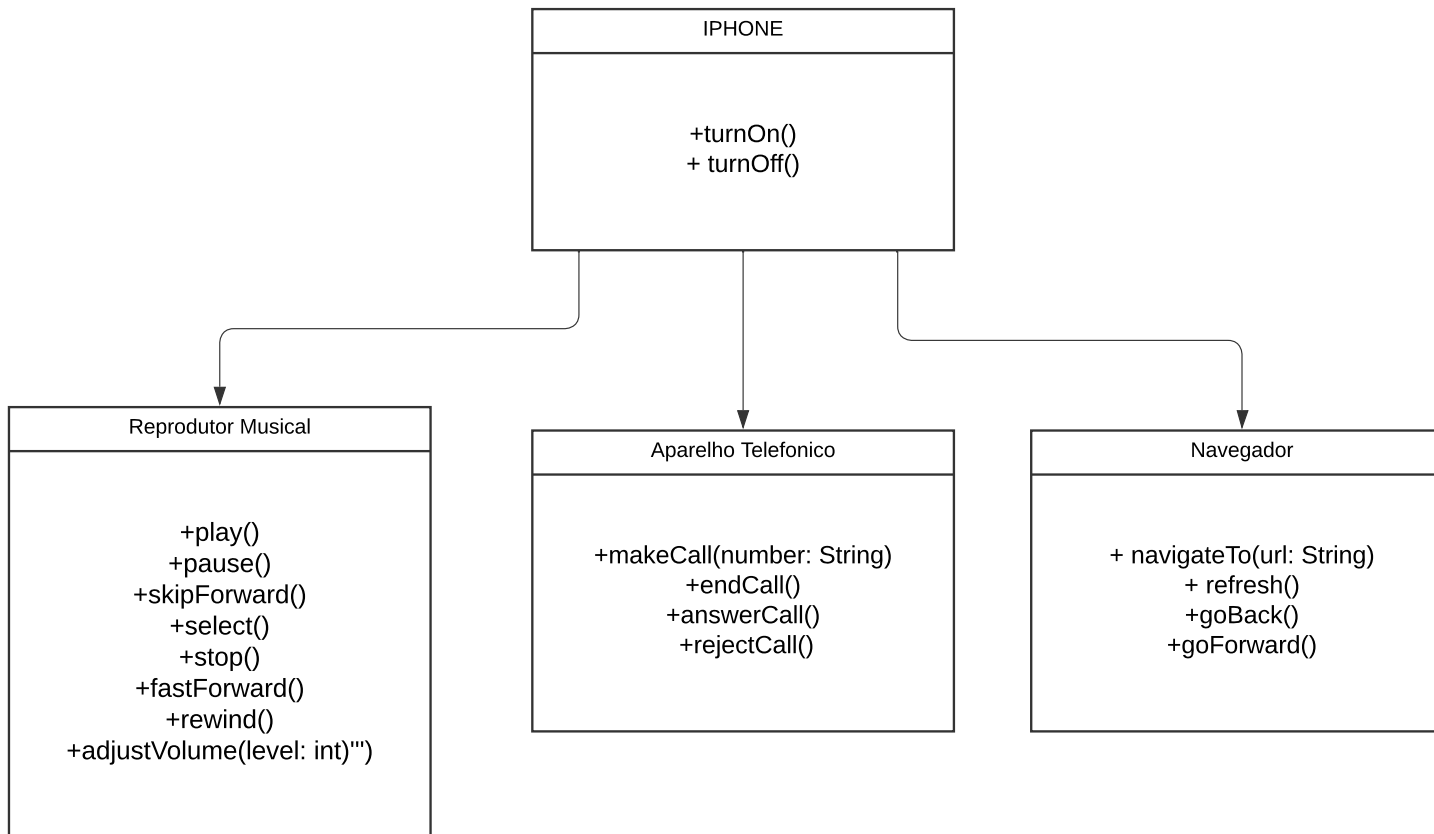 IPHONE
+turnOn()
+ turnOff()
Reprodutor Musical
+play()
+pause()
+skipForward()
+select()
+stop()
+fastForward()
+rewind()
+adjustVolume(level: int)''')
Aparelho Telefonico
+makeCall(number: String)
+endCall()
+answerCall()
+rejectCall()
Navegador
+ navigateTo(url: String)
+ refresh()
+goBack()
+goForward()